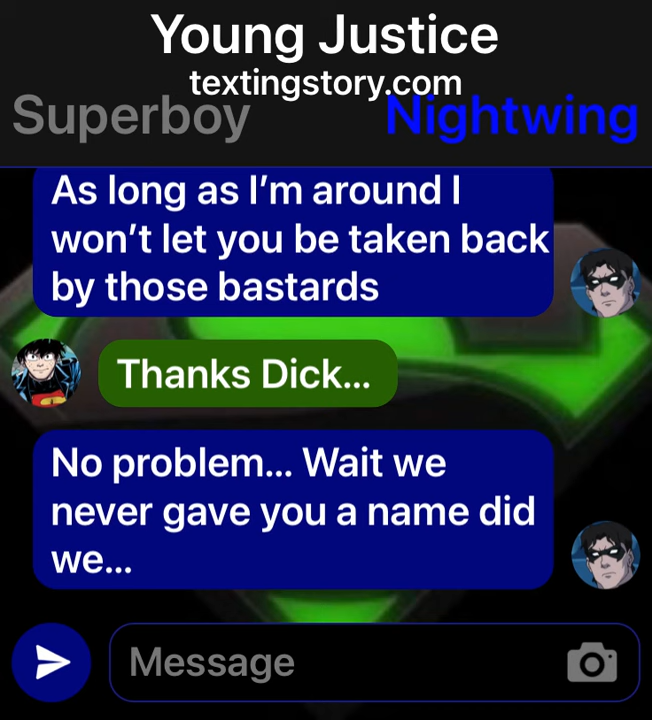 Young Justice
textingstory.com
Superboy
Nightwing
As long as I’m around I
won’t let you be taken back
by those bastards
Thanks Dick...
No problem... Wait we
never gave you a name did
we...
Message